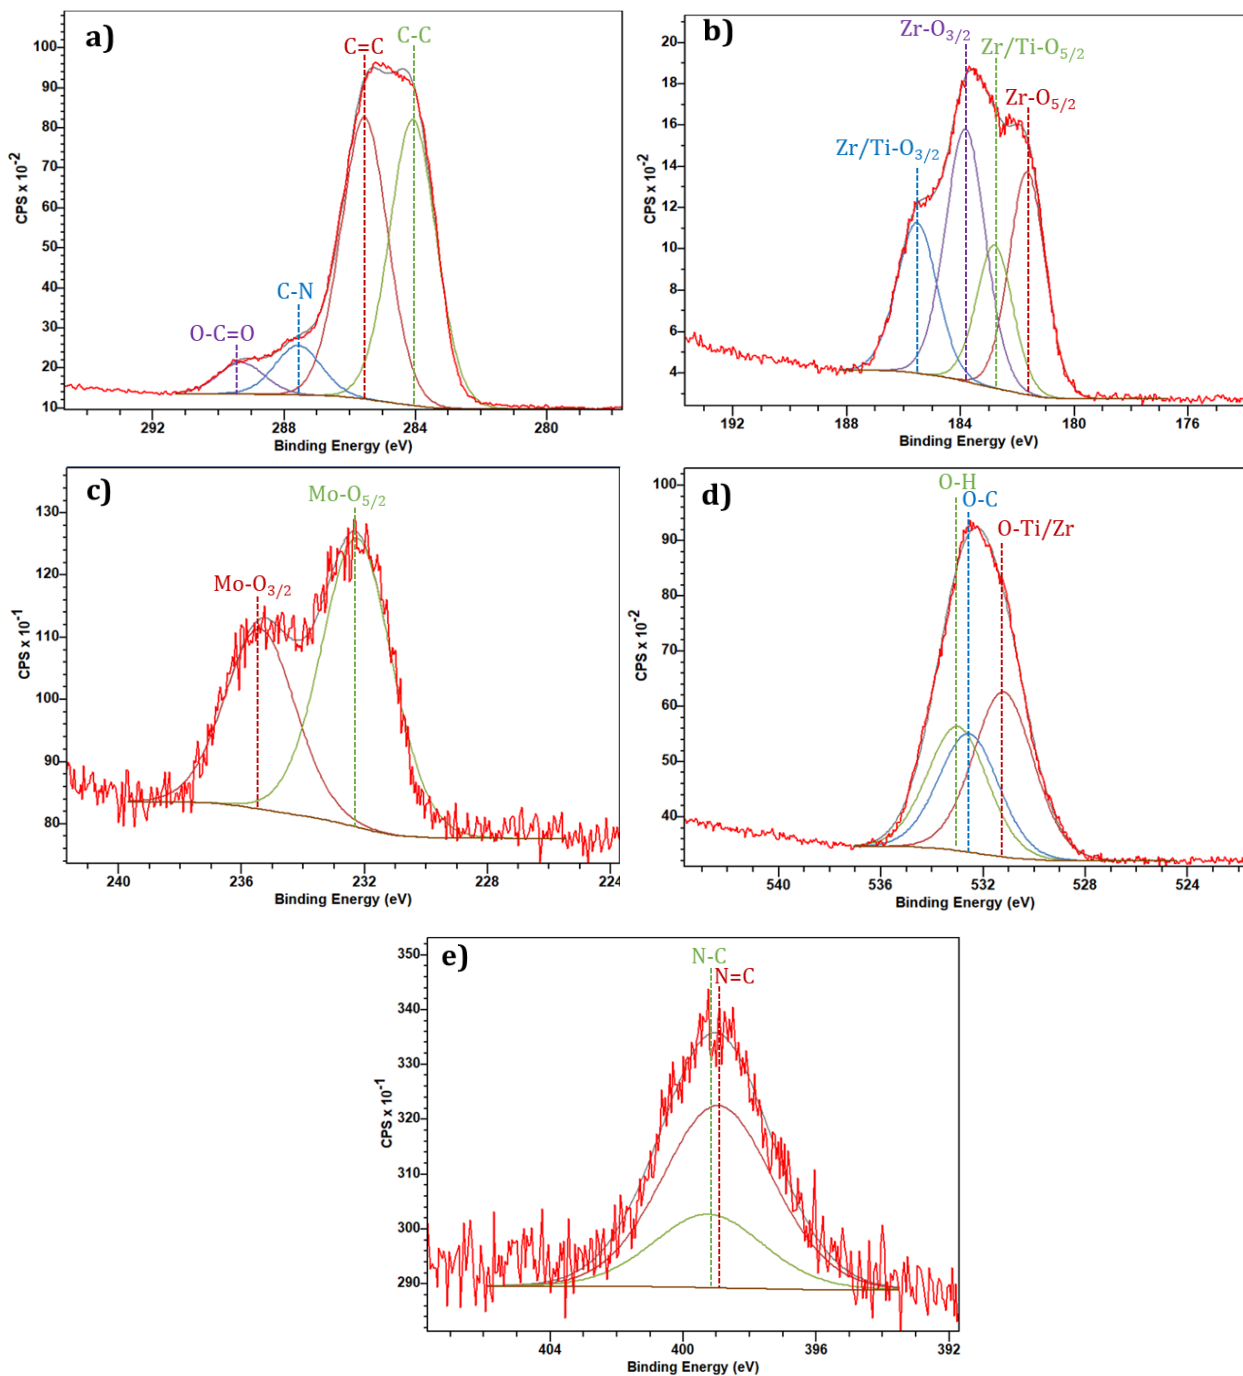 a)
C=C
C-C
C-N
O-C=O
100
90
80
70
60
50
40
30
20
10
CPS x 10⁻²
292 288 284 280
Binding Energy (eV)
b)
Zr-O₃/₂
Zr/Ti-O₅/₂
Zr-O₅/₂
Zr/Ti-O₃/₂
20
18
16
14
12
10
8
6
4
CPS x 10⁻²
192 188 184 180 176
Binding Energy (eV)
c)
Mo-O₅/₂
Mo-O₃/₂
130
120
110
100
90
80
CPS x 10⁻¹
240 236 232 228 224
Binding Energy (eV)
d)
O-H
O-C
O-Ti/Zr
100
90
80
70
60
50
40
CPS x 10⁻²
540 536 532 528 524
Binding Energy (eV)
e)
N-C
N=C
350
340
330
320
310
300
290
CPS x 10⁻¹
404 400 396 392
Binding Energy (eV)